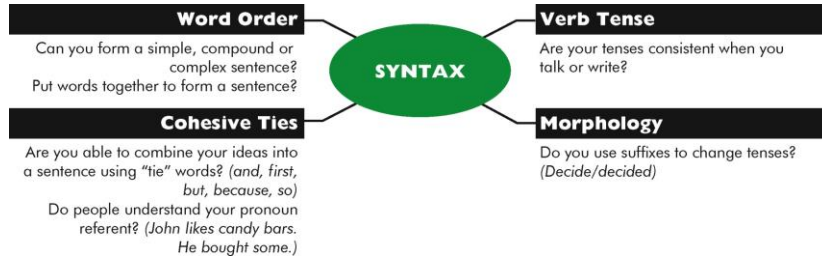 Word Order
Can you form a simple, compound or
complex sentence?
Put words together to form a sentence?
Cohesive Ties
Are you able to combine your ideas into
a sentence using “tie” words? (and, first,
but, because, so)
Do people understand your pronoun
referent? (John likes candy bars.
He bought some.)
SYNTAX
Verb Tense
Are your tenses consistent when you
talk or write?
Morphology
Do you use suffixes to change tenses?
(Decide/decided)